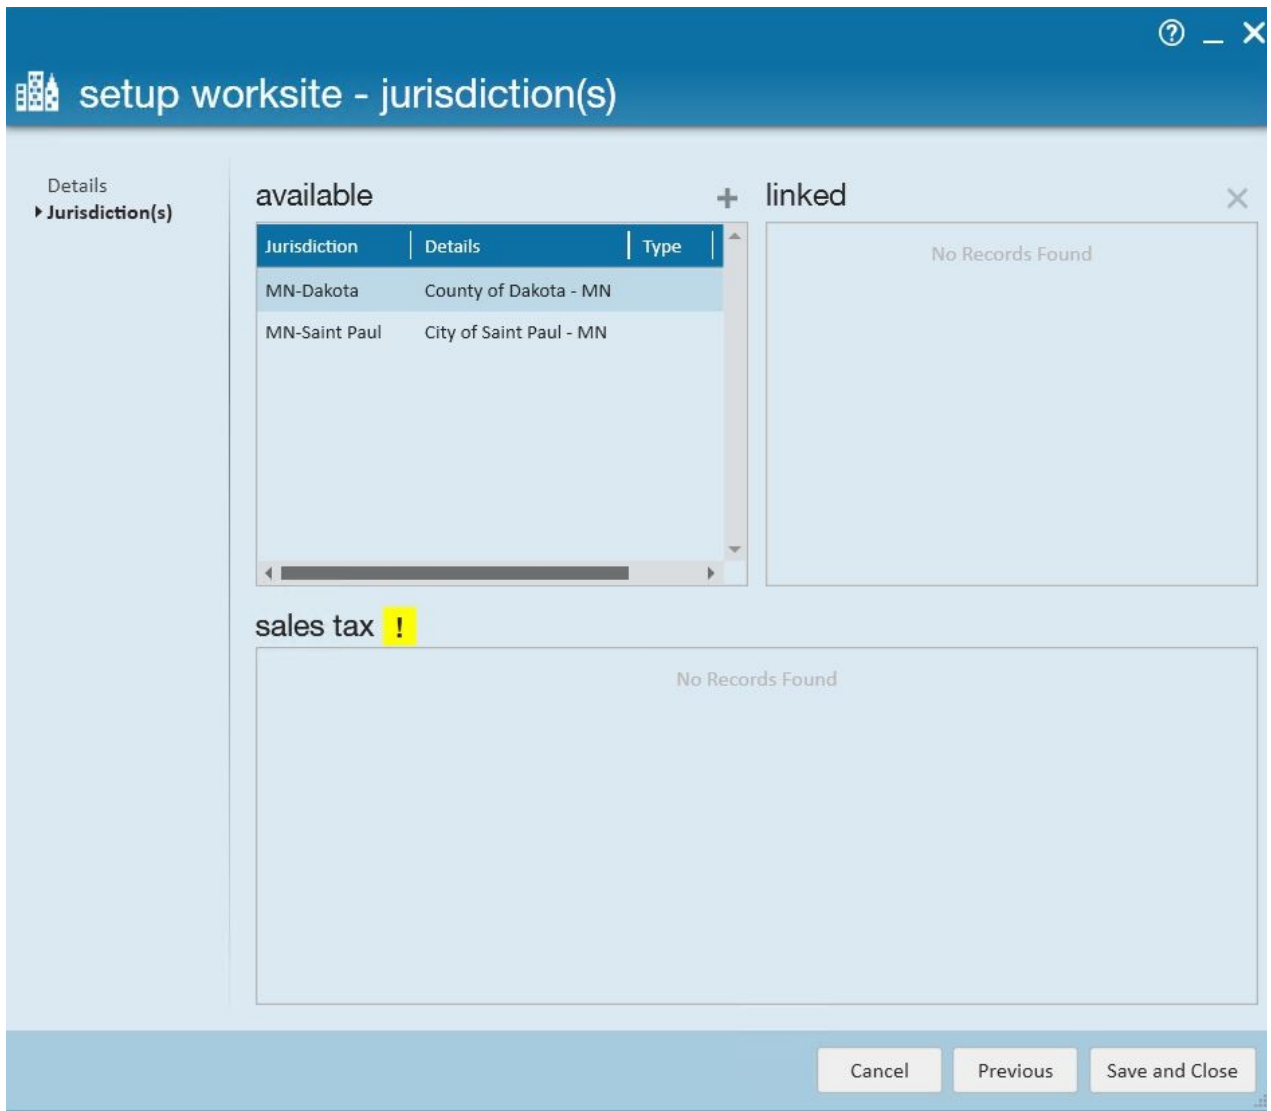 setup worksite - jurisdiction(s)
Details
Jurisdiction(s)
available
Jurisdiction Details Type
MN-Dakota County of Dakota - MN
MN-Saint Paul City of Saint Paul - MN
linked
No Records Found
sales tax !
No Records Found
Cancel Previous Save and Close